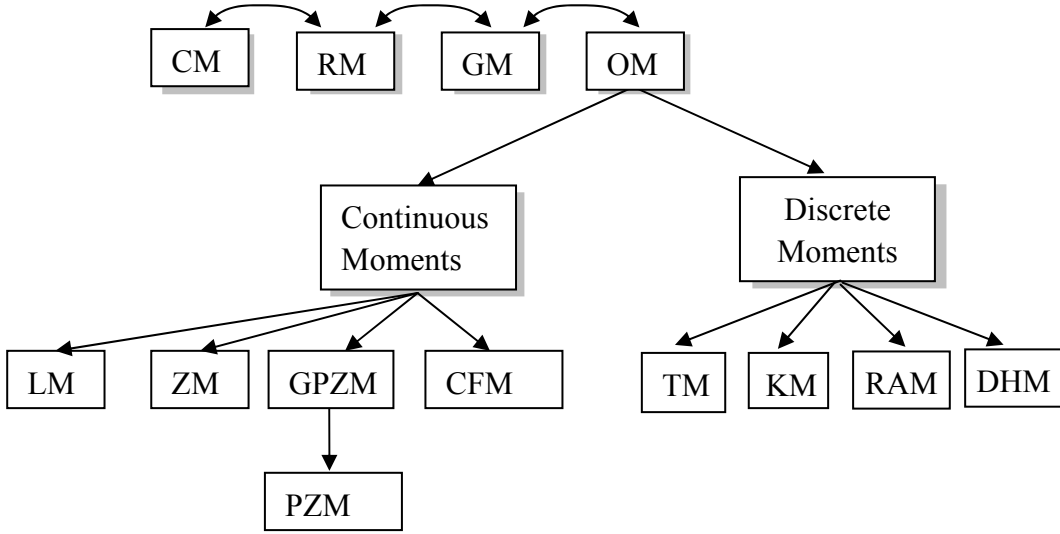 CM
RM
GM
OM
Continuous
Moments
Discrete
Moments
LM
ZM
GPZM
CFM
TM
KM
RAM
DHM
PZM